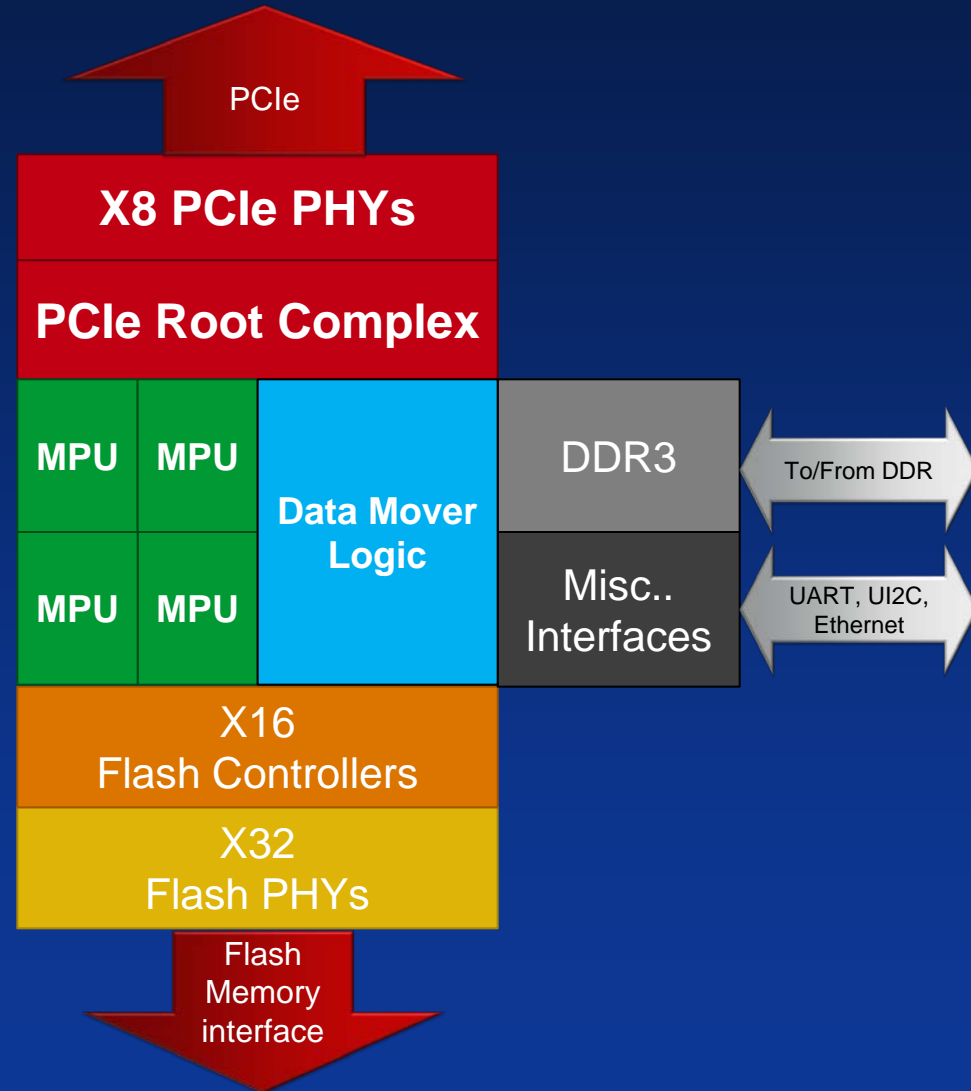 PCIe
X8 PCIe PHYs
PCIe Root Complex
MPU MPU
Data Mover
Logic
MPU MPU
DDR3
To/From DDR
Misc..
Interfaces
UART, UI2C,
Ethernet
X16
Flash Controllers
X32
Flash PHYs
Flash
Memory
interface